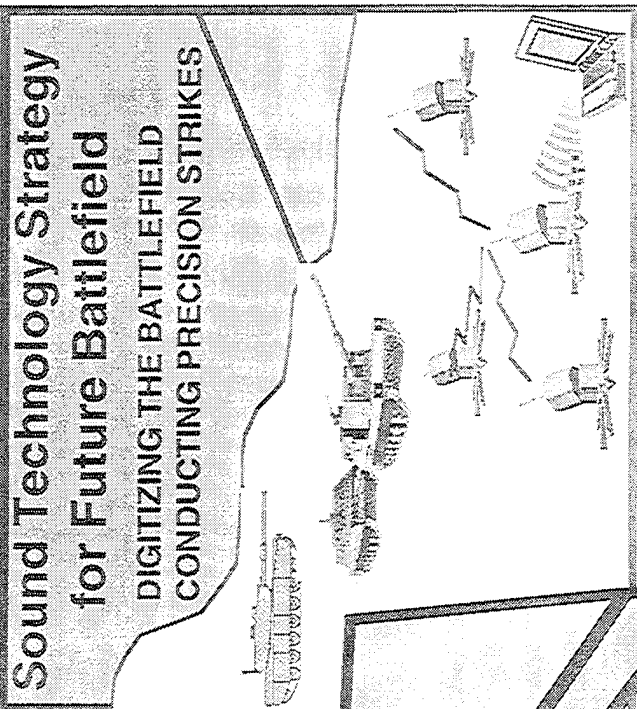 Sound Technology Strategy
for Future Battlefield
DIGITIZING THE BATTLEFIELD
CONDUCTING PRECISION STRIKES